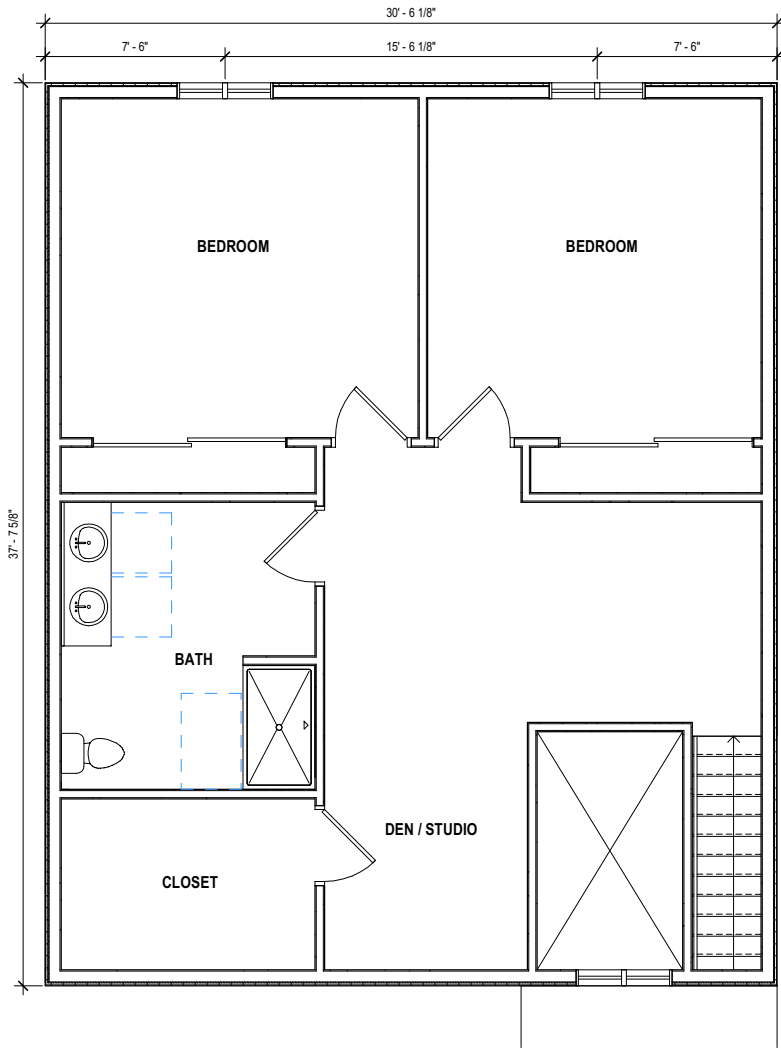 30' - 6 1/8"
7' - 6"
15' - 6 1/8"
7' - 6"
37' - 7 5/8"
BEDROOM
BEDROOM
BATH
DEN / STUDIO
CLOSET